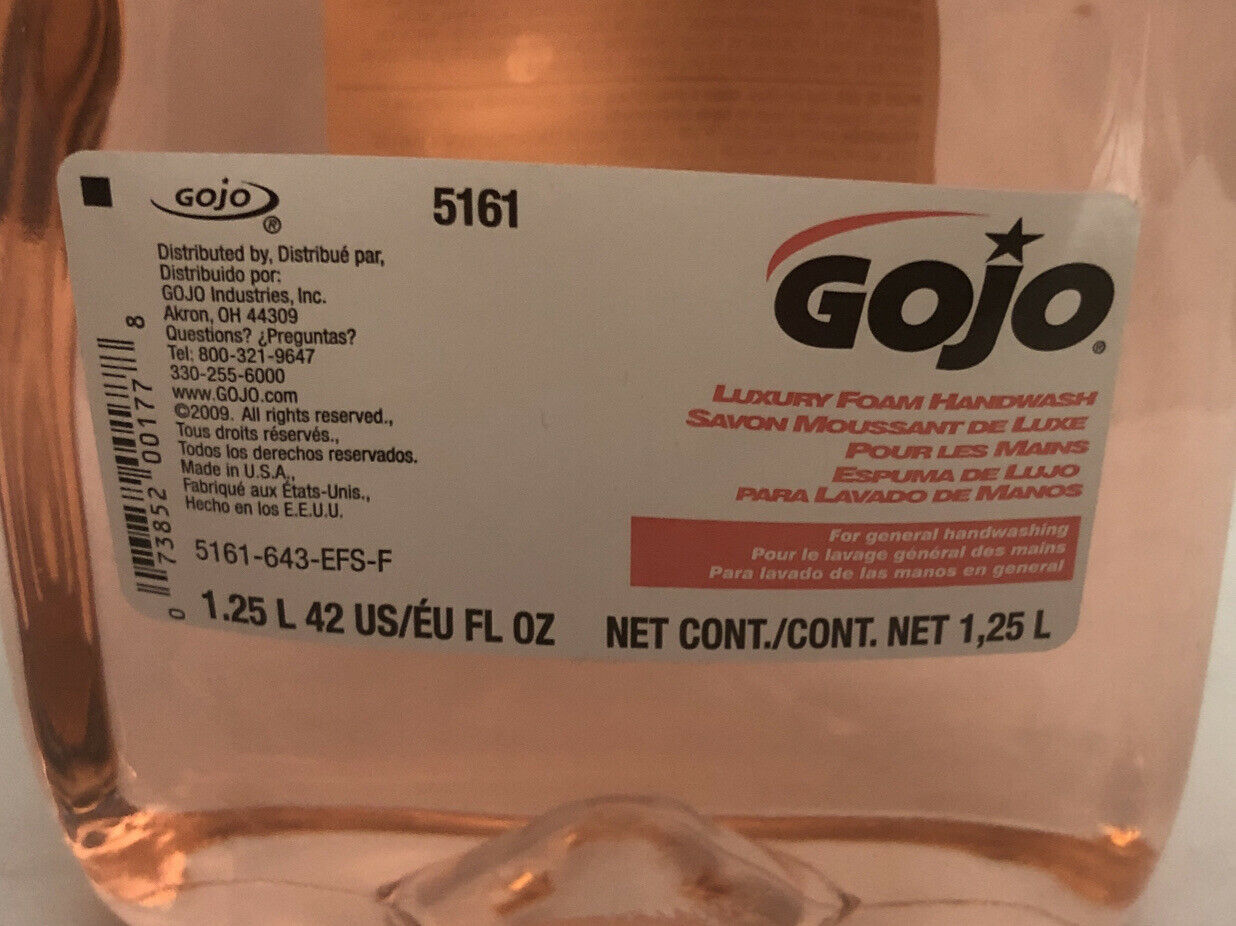 GOJO®
5161
Distributed by, Distribué par,
Distribuido por:
GOJO Industries, Inc.
Akron, OH 44309
Questions? ¿Preguntas?
Tel: 800-321-9647
330-255-6000
www.GOJO.com
©2009. All rights reserved.,
Tous droits réservés.,
Todos los derechos reservados.
Made in U.S.A.,
Fabriqué aux États-Unis.,
Hecho en los E.E.U.U.
5161-643-EFS-F
0 73852 00177 8
1.25 L 42 US/ÉU FL OZ
GOJO®
LUXURY FOAM HANDWASH
SAVON MOUSSANT DE LUXE
POUR LES MAINS
ESPUMA DE LUJO
PARA LAVADO DE MANOS
For general handwashing
Pour le lavage général des mains
Para lavado de las manos en general
NET CONT./CONT. NET 1,25 L